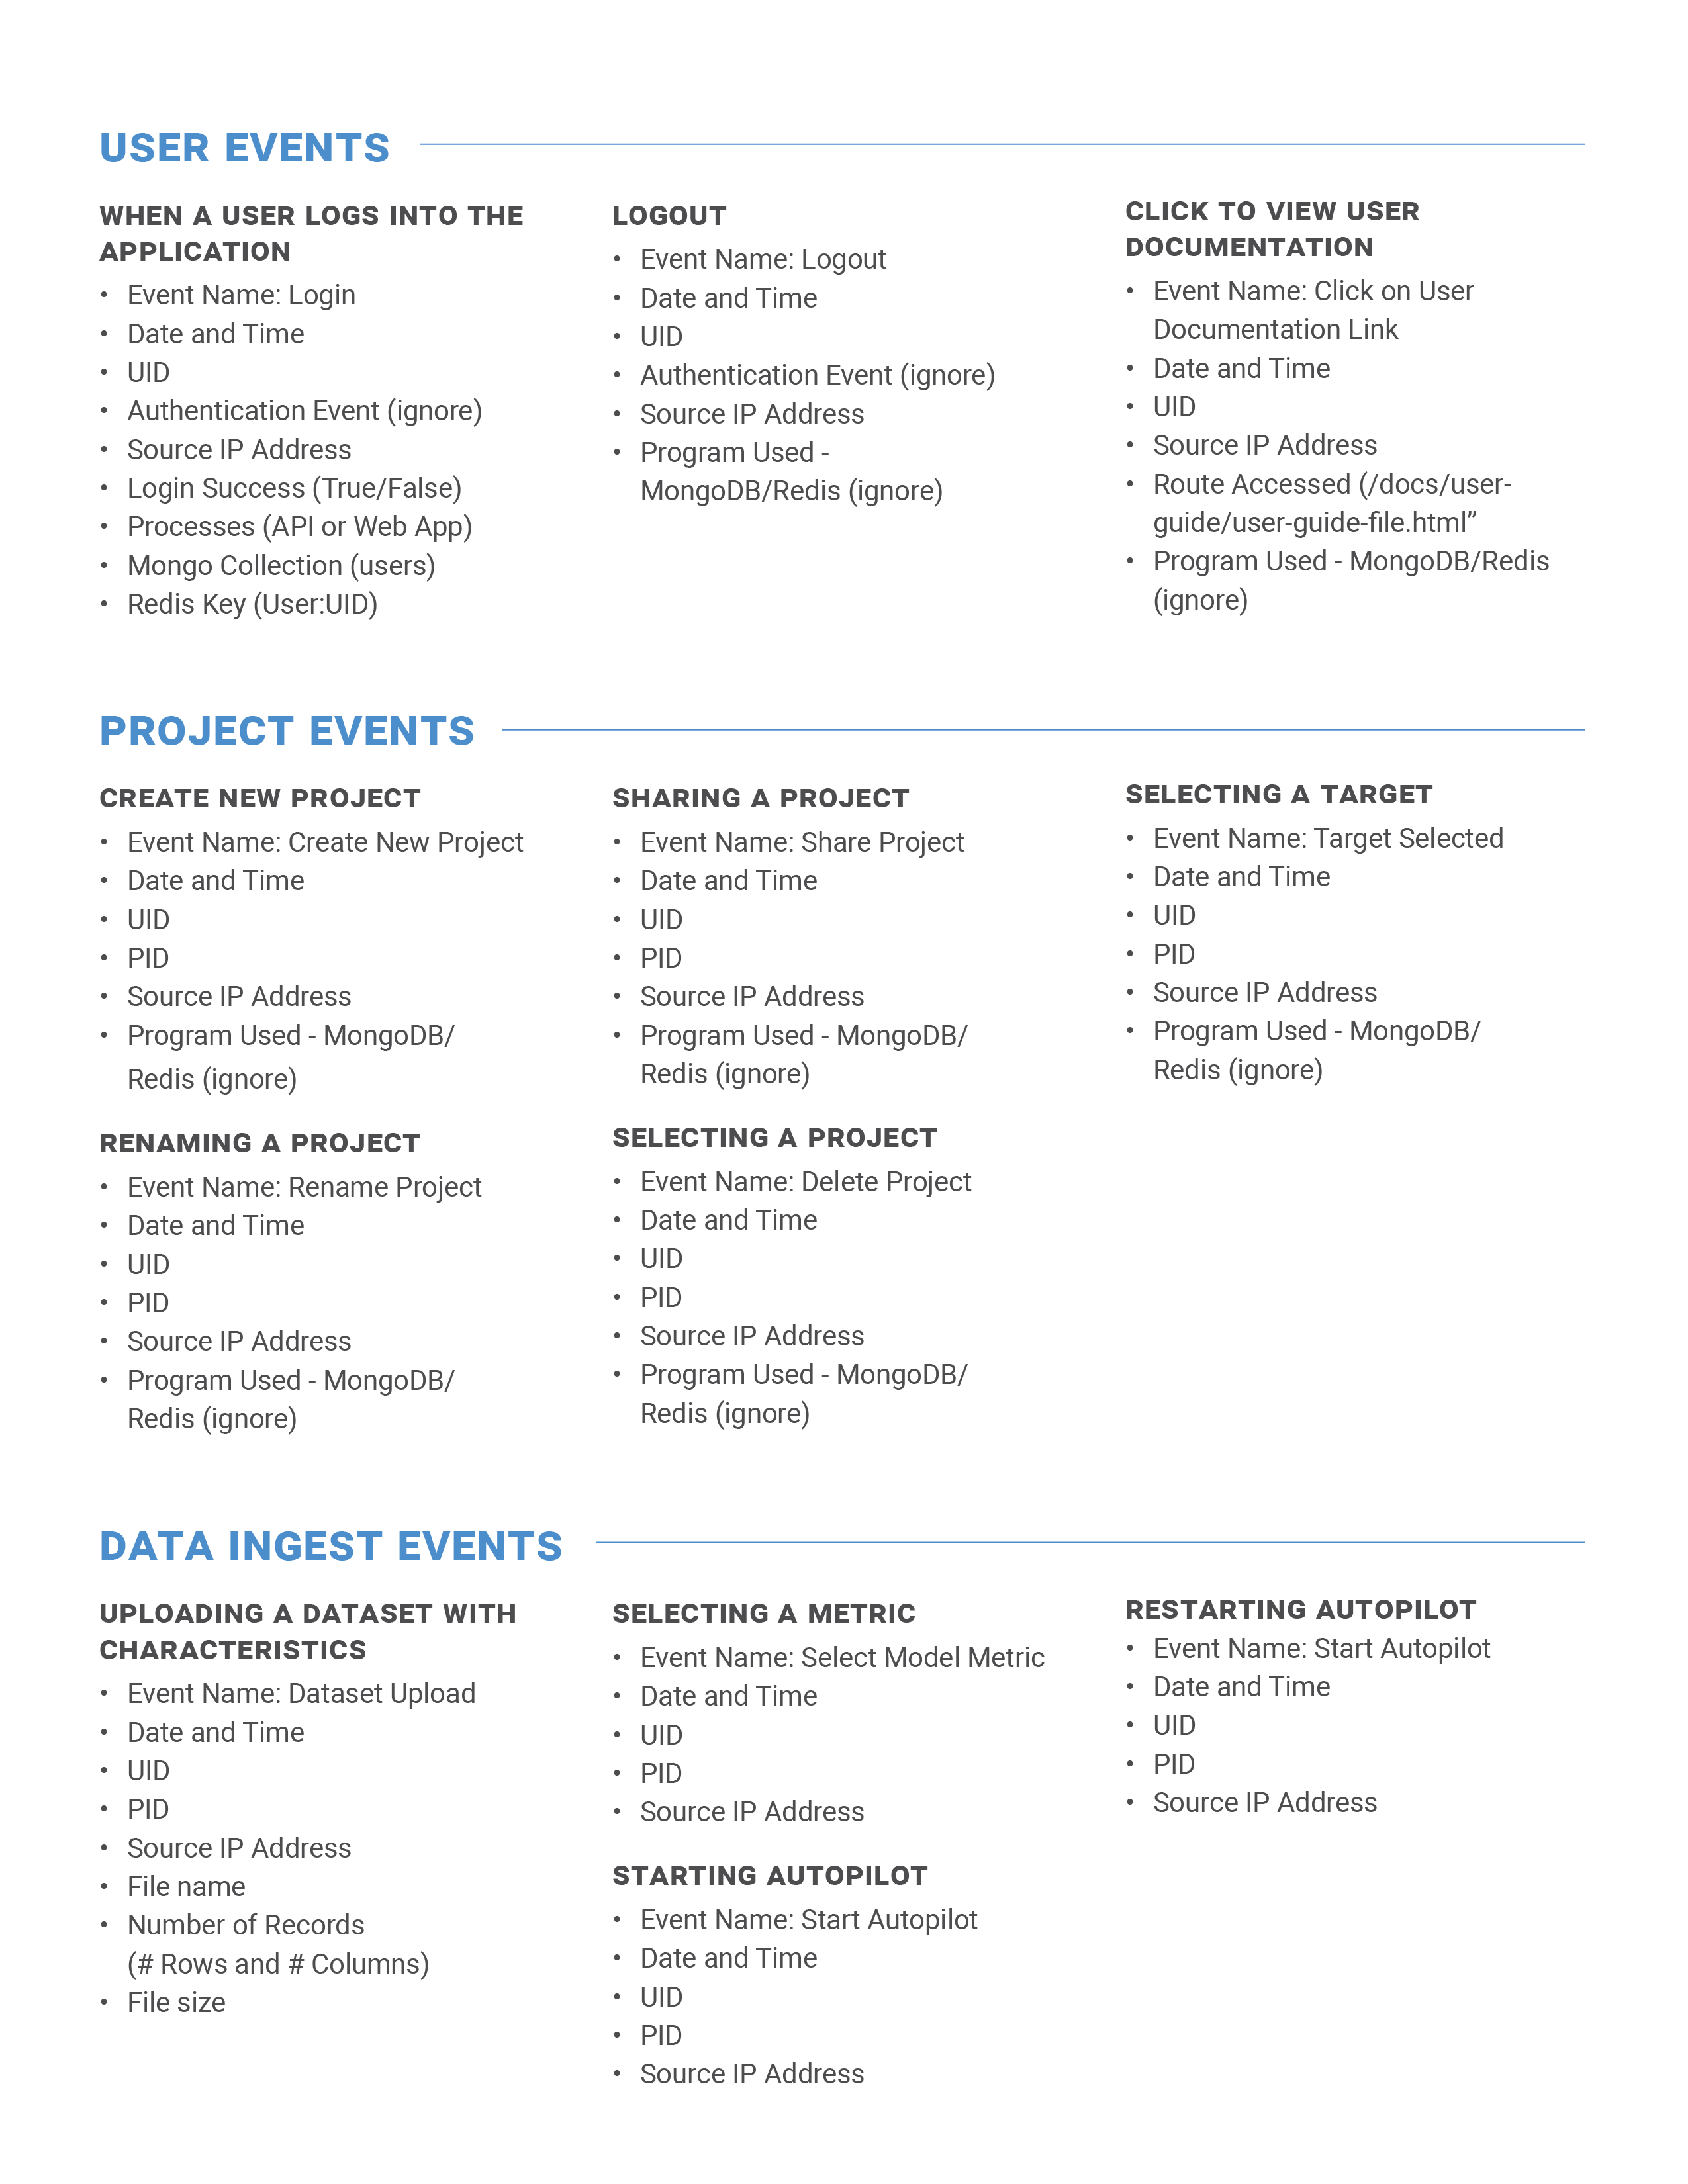 USER EVENTS
WHEN A USER LOGS INTO THE
APPLICATION
• Event Name: Login
• Date and Time
• UID
• Authentication Event (ignore)
• Source IP Address
• Login Success (True/False)
• Processes (API or Web App)
• Mongo Collection (users)
• Redis Key (User:UID)
LOGOUT
• Event Name: Logout
• Date and Time
• UID
• Authentication Event (ignore)
• Source IP Address
• Program Used -
MongoDB/Redis (ignore)
CLICK TO VIEW USER
DOCUMENTATION
• Event Name: Click on User
Documentation Link
• Date and Time
• UID
• Source IP Address
• Route Accessed (/docs/user-
guide/user-guide-file.html”
• Program Used - MongoDB/Redis
(ignore)
PROJECT EVENTS
CREATE NEW PROJECT
• Event Name: Create New Project
• Date and Time
• UID
• PID
• Source IP Address
• Program Used - MongoDB/
Redis (ignore)
RENAMING A PROJECT
• Event Name: Rename Project
• Date and Time
• UID
• PID
• Source IP Address
• Program Used - MongoDB/
Redis (ignore)
SHARING A PROJECT
• Event Name: Share Project
• Date and Time
• UID
• PID
• Source IP Address
• Program Used - MongoDB/
Redis (ignore)
SELECTING A PROJECT
• Event Name: Delete Project
• Date and Time
• UID
• PID
• Source IP Address
• Program Used - MongoDB/
Redis (ignore)
SELECTING A TARGET
• Event Name: Target Selected
• Date and Time
• UID
• PID
• Source IP Address
• Program Used - MongoDB/
Redis (ignore)
DATA INGEST EVENTS
UPLOADING A DATASET WITH
CHARACTERISTICS
• Event Name: Dataset Upload
• Date and Time
• UID
• PID
• Source IP Address
• File name
• Number of Records
(# Rows and # Columns)
• File size
SELECTING A METRIC
• Event Name: Select Model Metric
• Date and Time
• UID
• PID
• Source IP Address
STARTING AUTOPILOT
• Event Name: Start Autopilot
• Date and Time
• UID
• PID
• Source IP Address
RESTARTING AUTOPILOT
• Event Name: Start Autopilot
• Date and Time
• UID
• PID
• Source IP Address